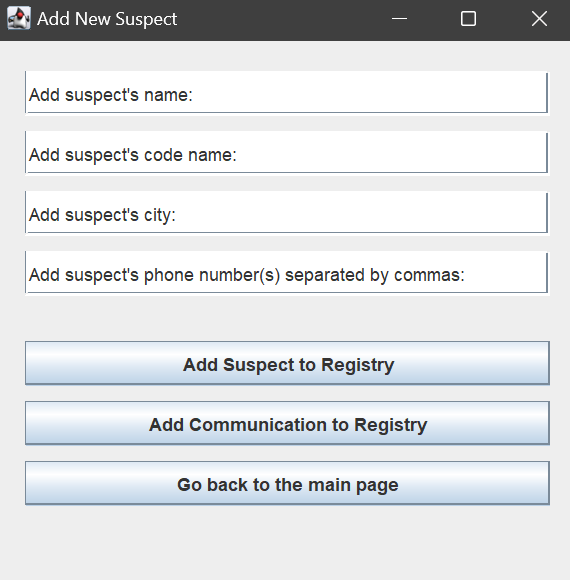 Add New Suspect
Add suspect's name:
Add suspect's code name:
Add suspect's city:
Add suspect's phone number(s) separated by commas:
Add Suspect to Registry
Add Communication to Registry
Go back to the main page